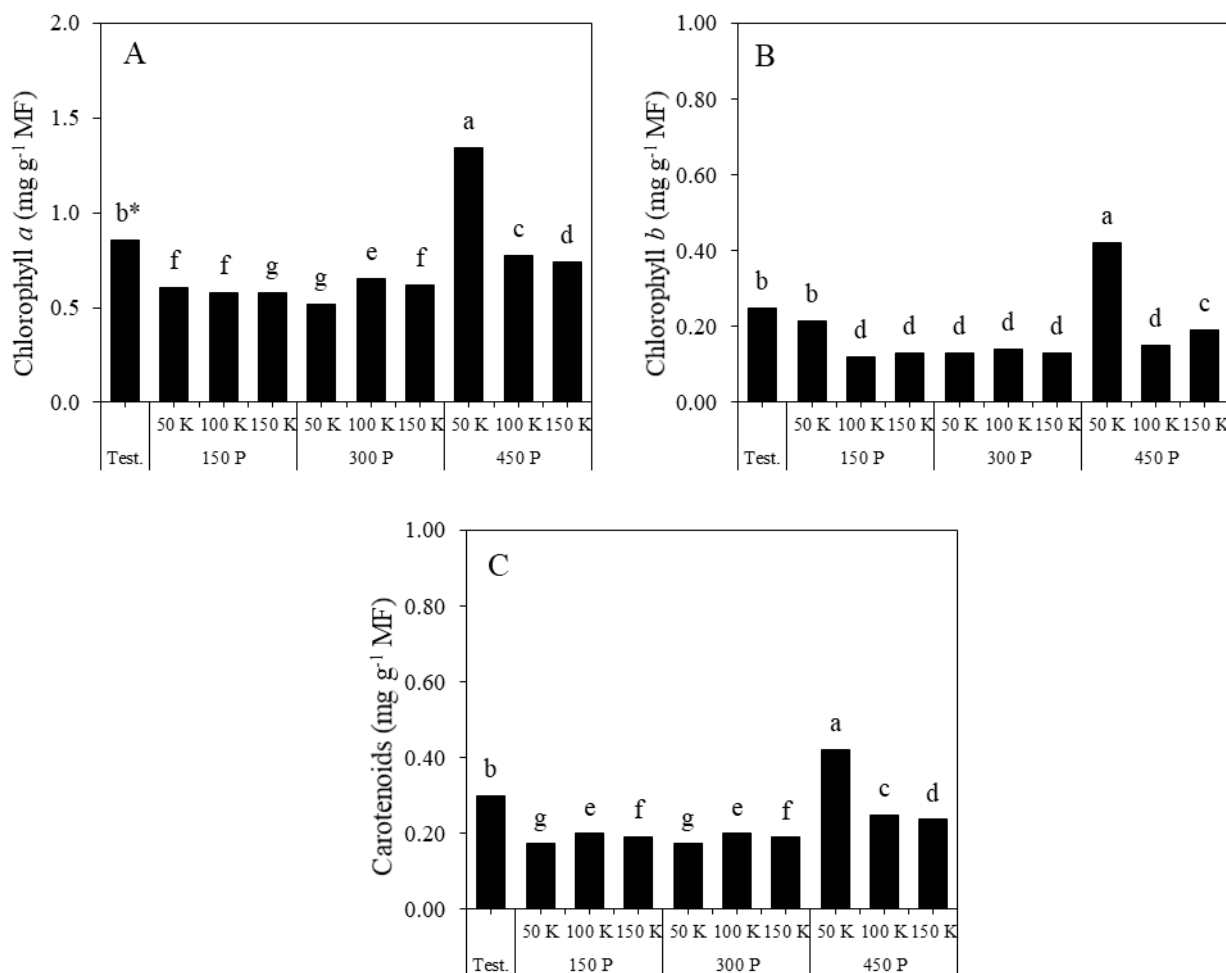 A
Chlorophyll a (mg g-1 MF)
2.0
1.5
1.0
0.5
0.0
b* f f g g e f a c d
50 K 100 K 150 K 50 K 100 K 150 K 50 K 100 K 150 K
Test. 150 P 300 P 450 P
B
Chlorophyll b (mg g-1 MF)
1.00
0.80
0.60
0.40
0.20
0.00
b b d d d d d a d c
50 K 100 K 150 K 50 K 100 K 150 K 50 K 100 K 150 K
Test. 150 P 300 P 450 P
C
Carotenoids (mg g-1 MF)
1.00
0.80
0.60
0.40
0.20
0.00
b g e f g e f a c d
50 K 100 K 150 K 50 K 100 K 150 K 50 K 100 K 150 K
Test. 150 P 300 P 450 P